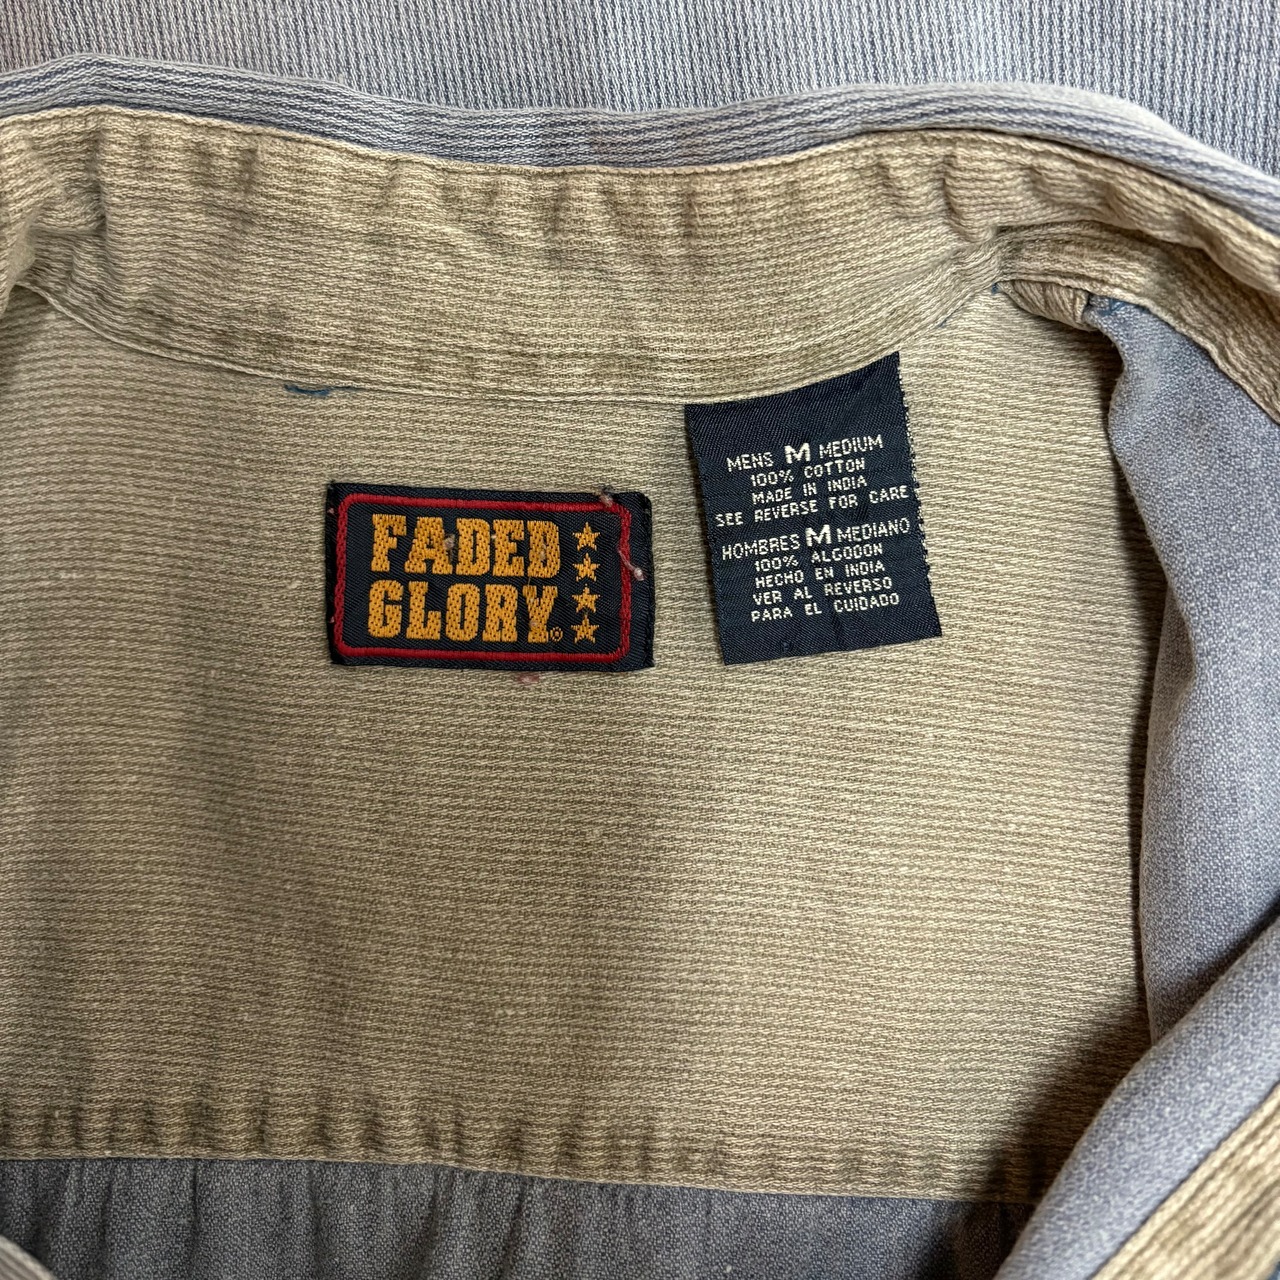 FADED
GLORY®
MENS M MEDIUM
100% COTTON
MADE IN INDIA
SEE REVERSE FOR CARE
HOMBRES M MEDIANO
100% ALGODON
HECHO EN INDIA
VER AL REVERSO
PARA EL CUIDADO